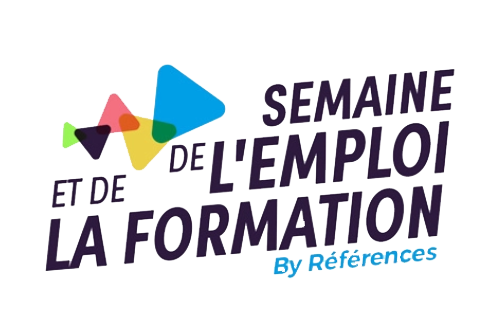 SEMAINE
DE L'EMPLOI
ET DE
LA FORMATION
By Références